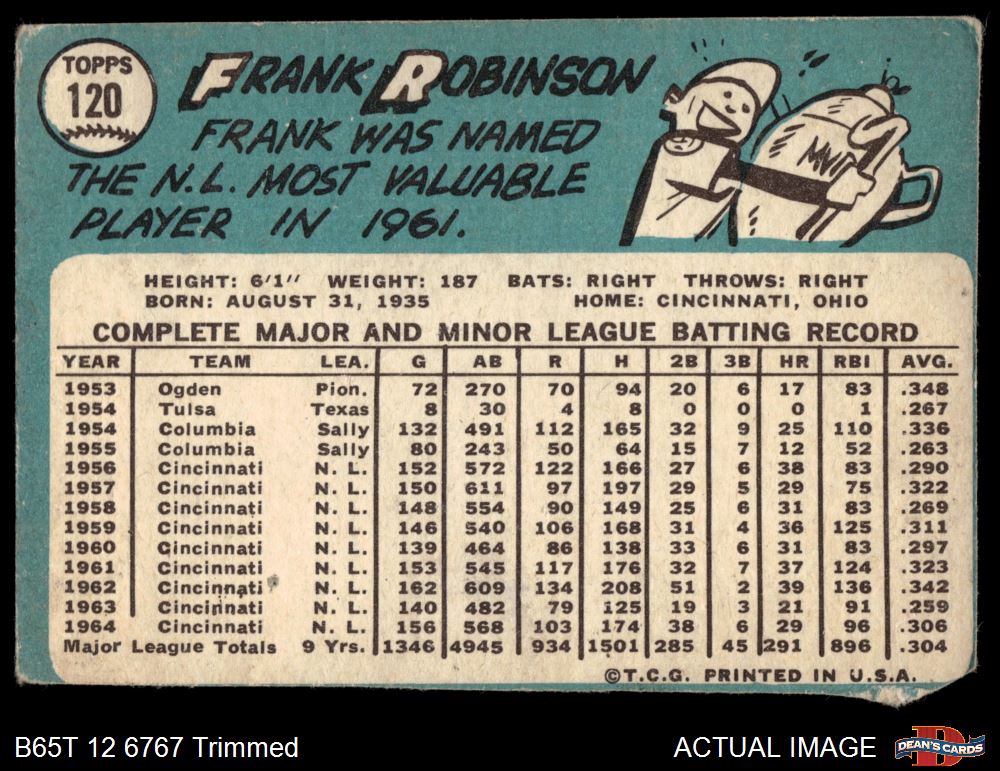 TOPPS
120
FRANK ROBINSON
FRANK WAS NAMED
THE N.L. MOST VALUABLE
PLAYER IN 1961.
MVP
HEIGHT: 6'1" WEIGHT: 187 BATS: RIGHT THROWS: RIGHT
BORN: AUGUST 31, 1935 HOME: CINCINNATI, OHIO
COMPLETE MAJOR AND MINOR LEAGUE BATTING RECORD
YEAR TEAM LEA. G AB R H 2B 3B HR RBI AVG.
1953 Ogden Pion. 72 270 70 94 20 6 17 83 .348
1954 Tulsa Texas 8 30 4 8 0 0 0 1 .267
1954 Columbia Sally 132 491 112 165 32 9 25 110 .336
1955 Columbia Sally 80 243 50 64 15 7 12 52 .263
1956 Cincinnati N. L. 152 572 122 166 27 6 38 83 .290
1957 Cincinnati N. L. 150 611 97 197 29 5 29 75 .322
1958 Cincinnati N. L. 148 554 90 149 25 6 31 83 .269
1959 Cincinnati N. L. 146 540 106 168 31 4 36 125 .311
1960 Cincinnati N. L. 139 464 86 138 33 6 31 83 .297
1961 Cincinnati N. L. 153 545 117 176 32 7 37 124 .323
1962 Cincinnati N. L. 162 609 134 208 51 2 39 136 .342
1963 Cincinnati N. L. 140 482 79 125 19 3 21 91 .259
1964 Cincinnati N. L. 156 568 103 174 38 6 29 96 .306
Major League Totals 9 Yrs. 1346 4945 934 1501 285 45 291 896 .304
©T.C.G. PRINTED IN U.S.A.
B65T 12 6767 Trimmed
ACTUAL IMAGE
D
DEAN'S CARDS